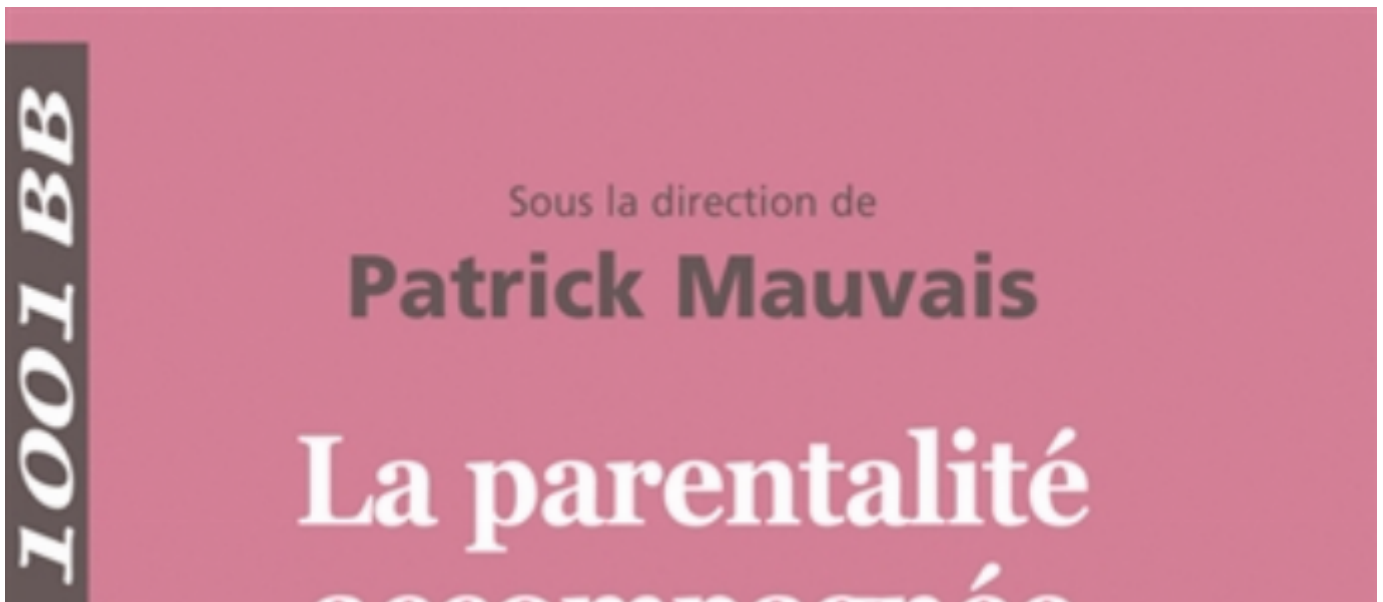 1001 BB
Sous la direction de
Patrick Mauvais
La parentalité